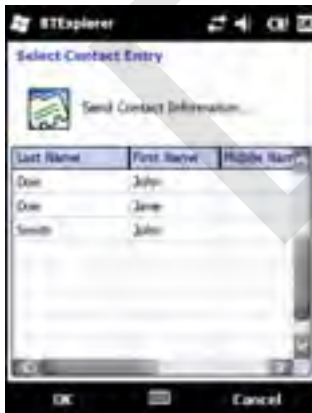 BTExplorer
Select Contact Entry
Send Contact Information...
Last Name First Name Middle Nam
Doe John
Doe Jane
Smith John
OK Cancel